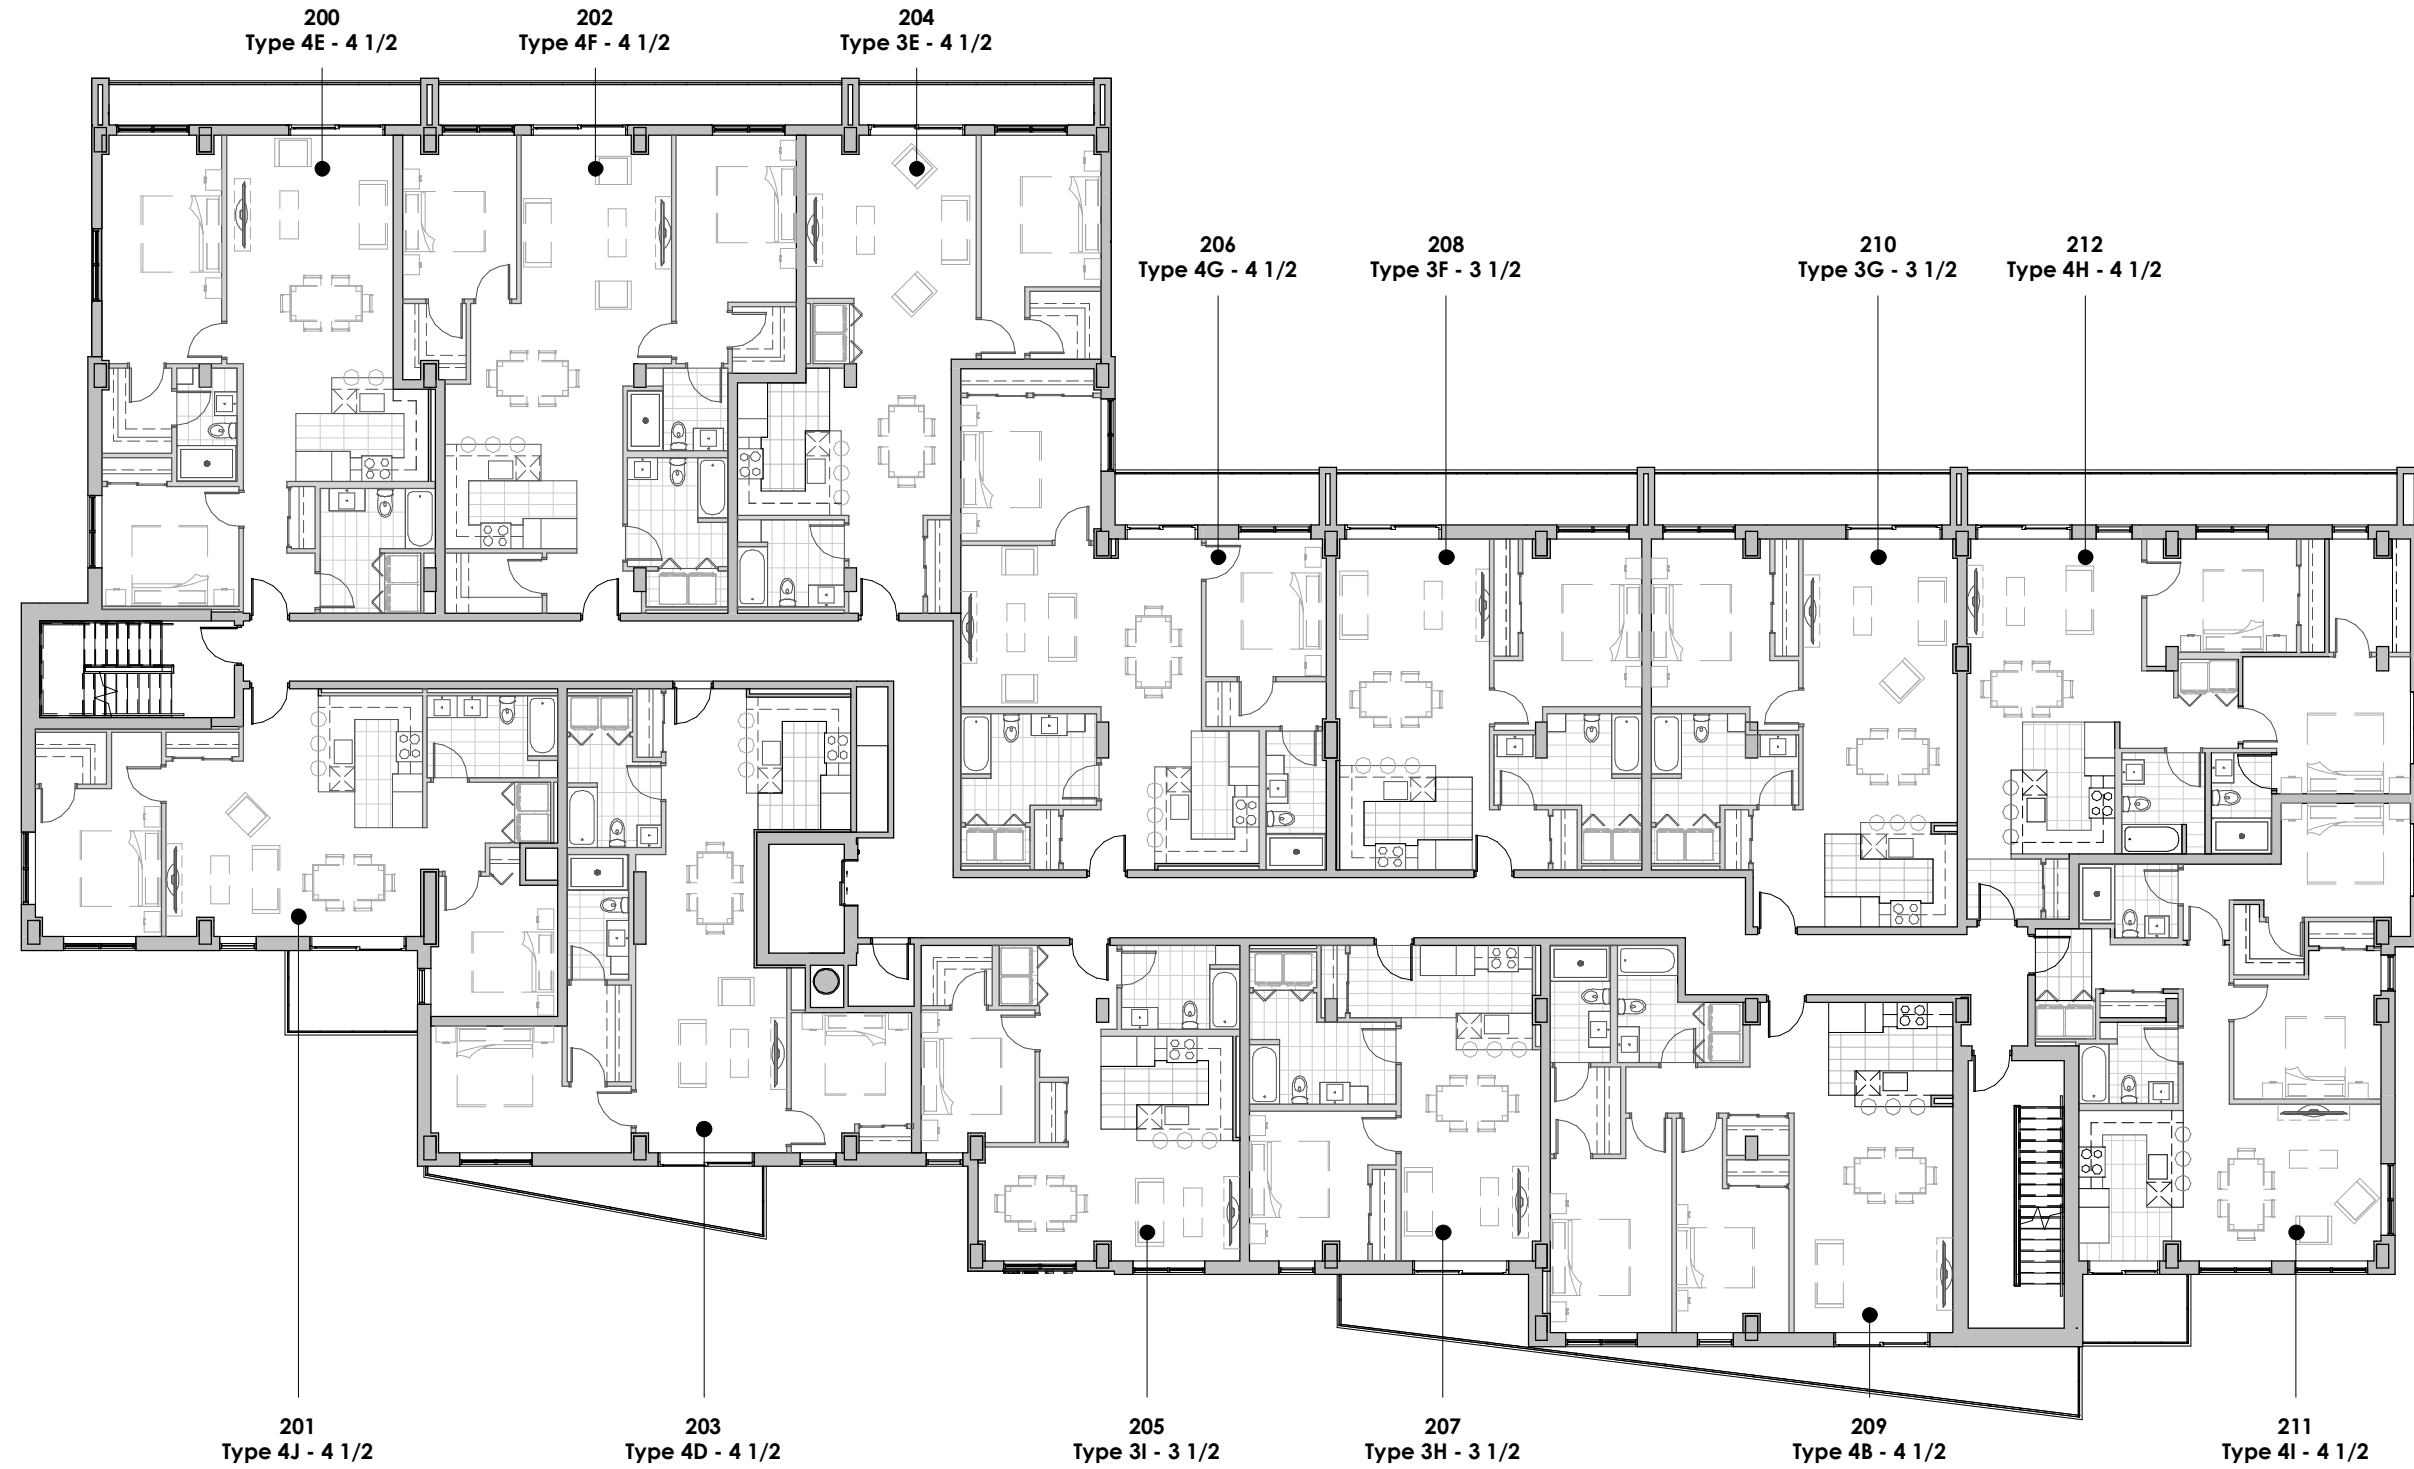 200
Type 4E - 4 1/2
202
Type 4F - 4 1/2
204
Type 3E - 4 1/2
206
Type 4G - 4 1/2
208
Type 3F - 3 1/2
210
Type 3G - 3 1/2
212
Type 4H - 4 1/2
201
Type 4J - 4 1/2
203
Type 4D - 4 1/2
205
Type 3I - 3 1/2
207
Type 3H - 3 1/2
209
Type 4B - 4 1/2
211
Type 4I - 4 1/2